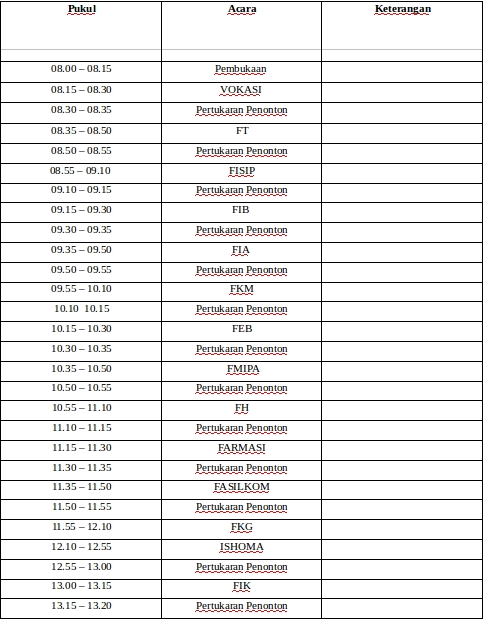 Pukul Acara Keterangan
08.00 – 08.15 Pembukaan
08.15 – 08.30 VOKASI
08.30 – 08.35 Pertukaran Penonton
08.35 – 08.50 FT
08.50 – 08.55 Pertukaran Penonton
08.55 – 09.10 FISIP
09.10 – 09.15 Pertukaran Penonton
09.15 – 09.30 FIB
09.30 – 09.35 Pertukaran Penonton
09.35 – 09.50 FIA
09.50 – 09.55 Pertukaran Penonton
09.55 – 10.10 FKM
10.10 10.15 Pertukaran Penonton
10.15 – 10.30 FEB
10.30 – 10.35 Pertukaran Penonton
10.35 – 10.50 FMIPA
10.50 – 10.55 Pertukaran Penonton
10.55 – 11.10 FH
11.10 – 11.15 Pertukaran Penonton
11.15 – 11.30 FARMASI
11.30 – 11.35 Pertukaran Penonton
11.35 – 11.50 FASILKOM
11.50 – 11.55 Pertukaran Penonton
11.55 – 12.10 FKG
12.10 – 12.55 ISHOMA
12.55 – 13.00 Pertukaran Penonton
13.00 – 13.15 FIK
13.15 – 13.20 Pertukaran Penonton